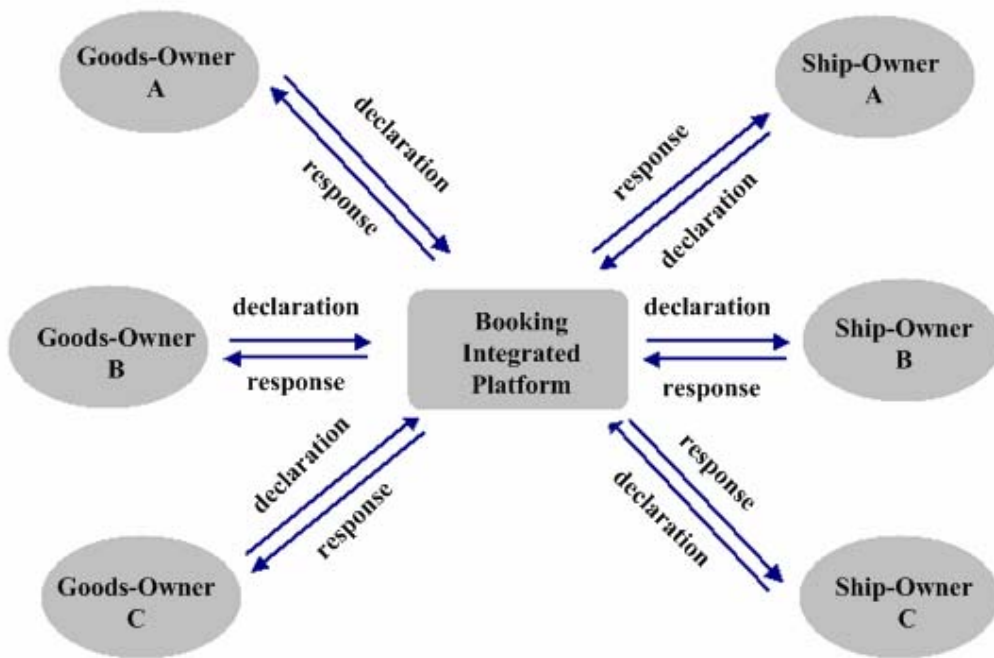 Goods-Owner
A
Ship-Owner
A
declaration
response
response
declaration
declaration
response
Goods-Owner
B
Booking
Integrated
Platform
declaration
response
Ship-Owner
B
declaration
response
response
declaration
Goods-Owner
C
Ship-Owner
C